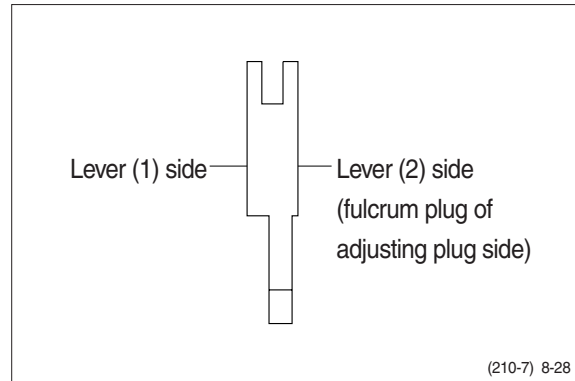 Lever (1) side
Lever (2) side
(fulcrum plug of
adjusting plug side)
(210-7) 8-28